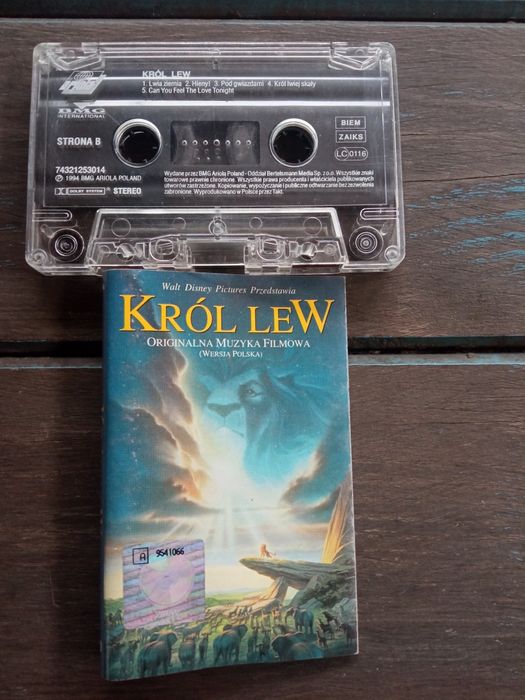 KRÓL LEW
1. Lwia ziemia 2. Hieny! 3. Pod gwiazdami 4. Król lwiej skały
5. Can You Feel The Love Tonight
BMG
INTERNATIONAL
STRONA B
BIEM
ZAIKS
LC 0116
74321253014
℗ 1994 BMG ARIOLA POLAND
DOLBY SYSTEM STEREO
Wydane przez BMG Ariola Poland - Oddział Bertelsmann Media Sp. z o.o. Wszystkie znaki
towarowe prawnie chronione. Wszystkie prawa producenta i właściciela publikowanych
utworów zastrzeżone. Kopiowanie, wypożyczanie i publiczne odtwarzanie bez zezwolenia
zabronione. Wyprodukowano w Polsce przez Takt.
Walt Disney Pictures Przedstawia
KRÓL LEW
ORIGINALNA MUZYKA FILMOWA
(WERSJA POLSKA)
A 9541066